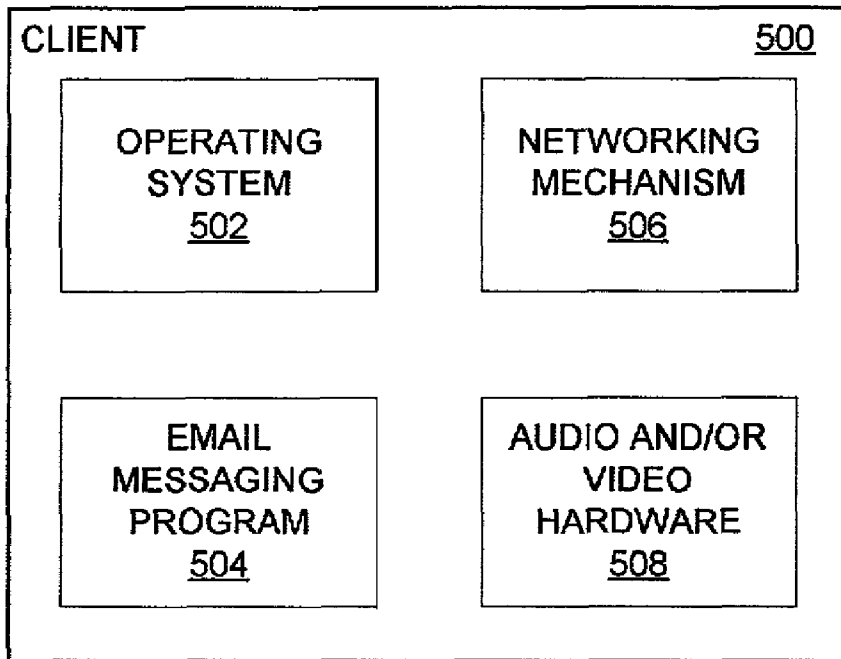 CLIENT 500
OPERATING
SYSTEM
502
NETWORKING
MECHANISM
506
EMAIL
MESSAGING
PROGRAM
504
AUDIO AND/OR
VIDEO
HARDWARE
508